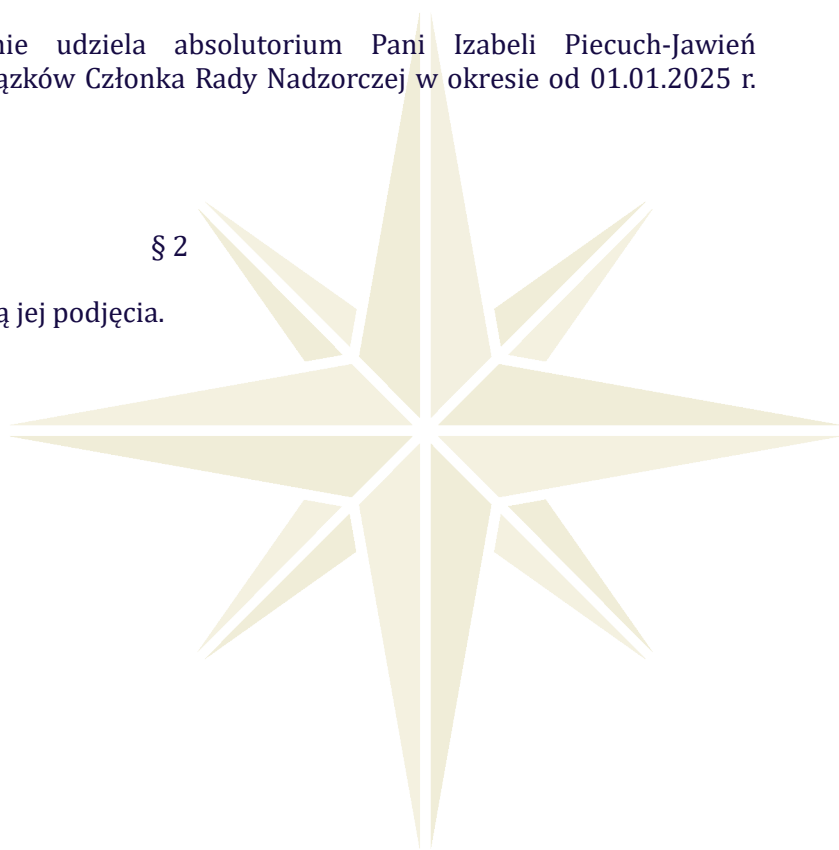 nie udziela absolutorium Pani Izabeli Piecuch-Jawień
ązków Członka Rady Nadzorczej w okresie od 01.01.2025 r.
§ 2
ą jej podjęcia.